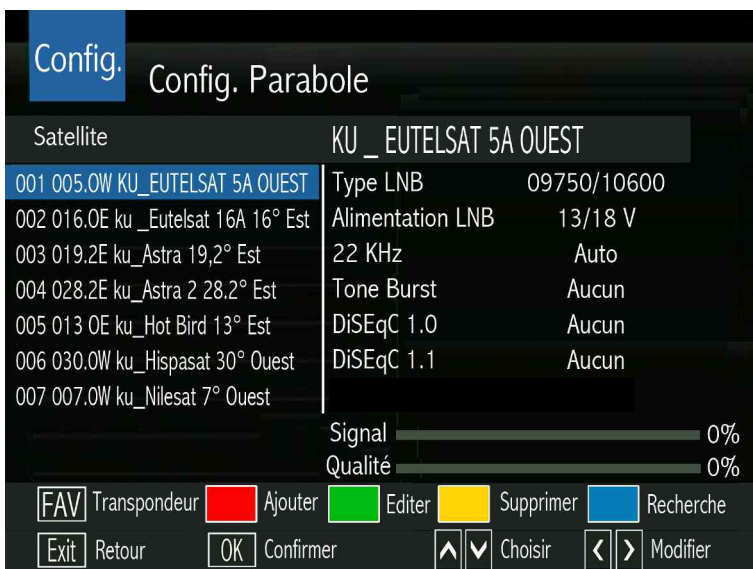 Config.
Config. Parabole
Satellite
KU _ EUTELSAT 5A OUEST
001 005.0W KU_EUTELSAT 5A OUEST
Type LNB 09750/10600
002 016.0E ku _Eutelsat 16A 16° Est
Alimentation LNB 13/18 V
003 019.2E ku_Astra 19,2° Est
22 KHz Auto
004 028.2E ku_Astra 2 28.2° Est
Tone Burst Aucun
005 013 OE ku_Hot Bird 13° Est
DiSEqC 1.0 Aucun
006 030.0W ku_Hispasat 30° Ouest
DiSEqC 1.1 Aucun
007 007.0W ku_Nilesat 7° Ouest
Signal 0%
Qualité 0%
FAV Transpondeur Ajouter Editer Supprimer Recherche
Exit Retour OK Confirmer Choisir Modifier